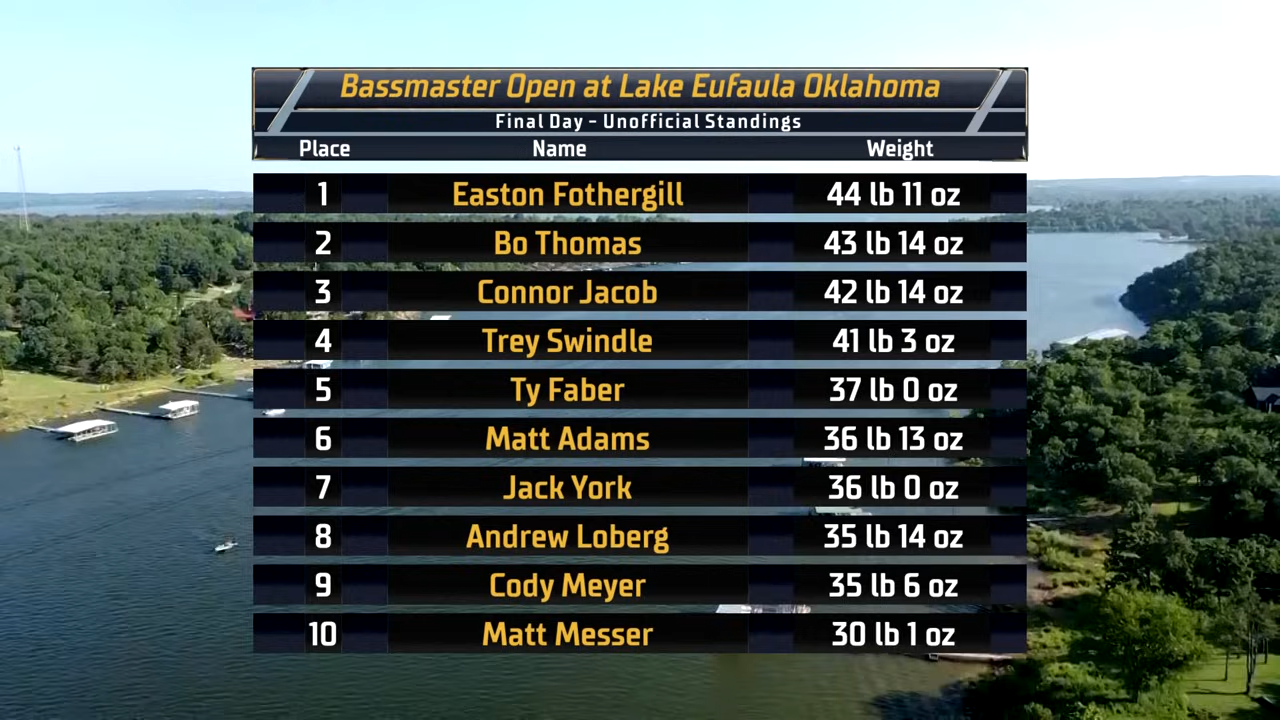 Bassmaster Open at Lake Eufaula Oklahoma
Final Day - Unofficial Standings
Place Name Weight
1 Easton Fothergill 44 lb 11 oz
2 Bo Thomas 43 lb 14 oz
3 Connor Jacob 42 lb 14 oz
4 Trey Swindle 41 lb 3 oz
5 Ty Faber 37 lb 0 oz
6 Matt Adams 36 lb 13 oz
7 Jack York 36 lb 0 oz
8 Andrew Loberg 35 lb 14 oz
9 Cody Meyer 35 lb 6 oz
10 Matt Messer 30 lb 1 oz